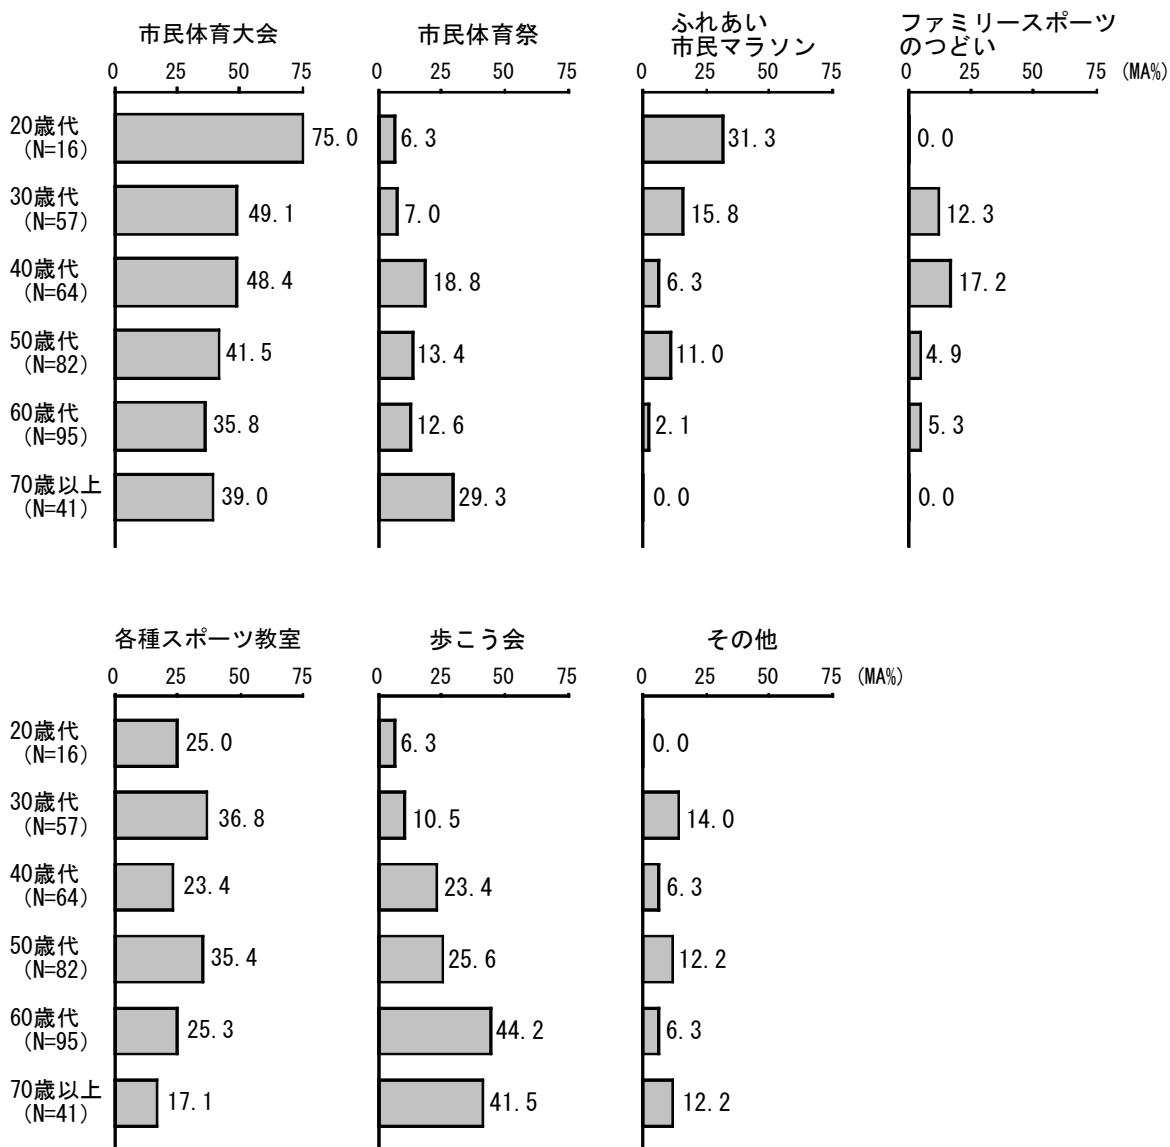 市民体育大会
市民体育祭
ふれあい
市民マラソン
ファミリースポーツ
のつどい
0 25 50 75
0 25 50 75
0 25 50 75
0 25 50 75 (MA%)
20歳代
(N=16)
75.0
6.3
31.3
0.0
30歳代
(N=57)
49.1
7.0
15.8
12.3
40歳代
(N=64)
48.4
18.8
6.3
17.2
50歳代
(N=82)
41.5
13.4
11.0
4.9
60歳代
(N=95)
35.8
12.6
2.1
5.3
70歳以上
(N=41)
39.0
29.3
0.0
0.0
各種スポーツ教室
歩こう会
その他
0 25 50 75
0 25 50 75
0 25 50 75 (MA%)
20歳代
(N=16)
25.0
6.3
0.0
30歳代
(N=57)
36.8
10.5
14.0
40歳代
(N=64)
23.4
23.4
6.3
50歳代
(N=82)
35.4
25.6
12.2
60歳代
(N=95)
25.3
44.2
6.3
70歳以上
(N=41)
17.1
41.5
12.2